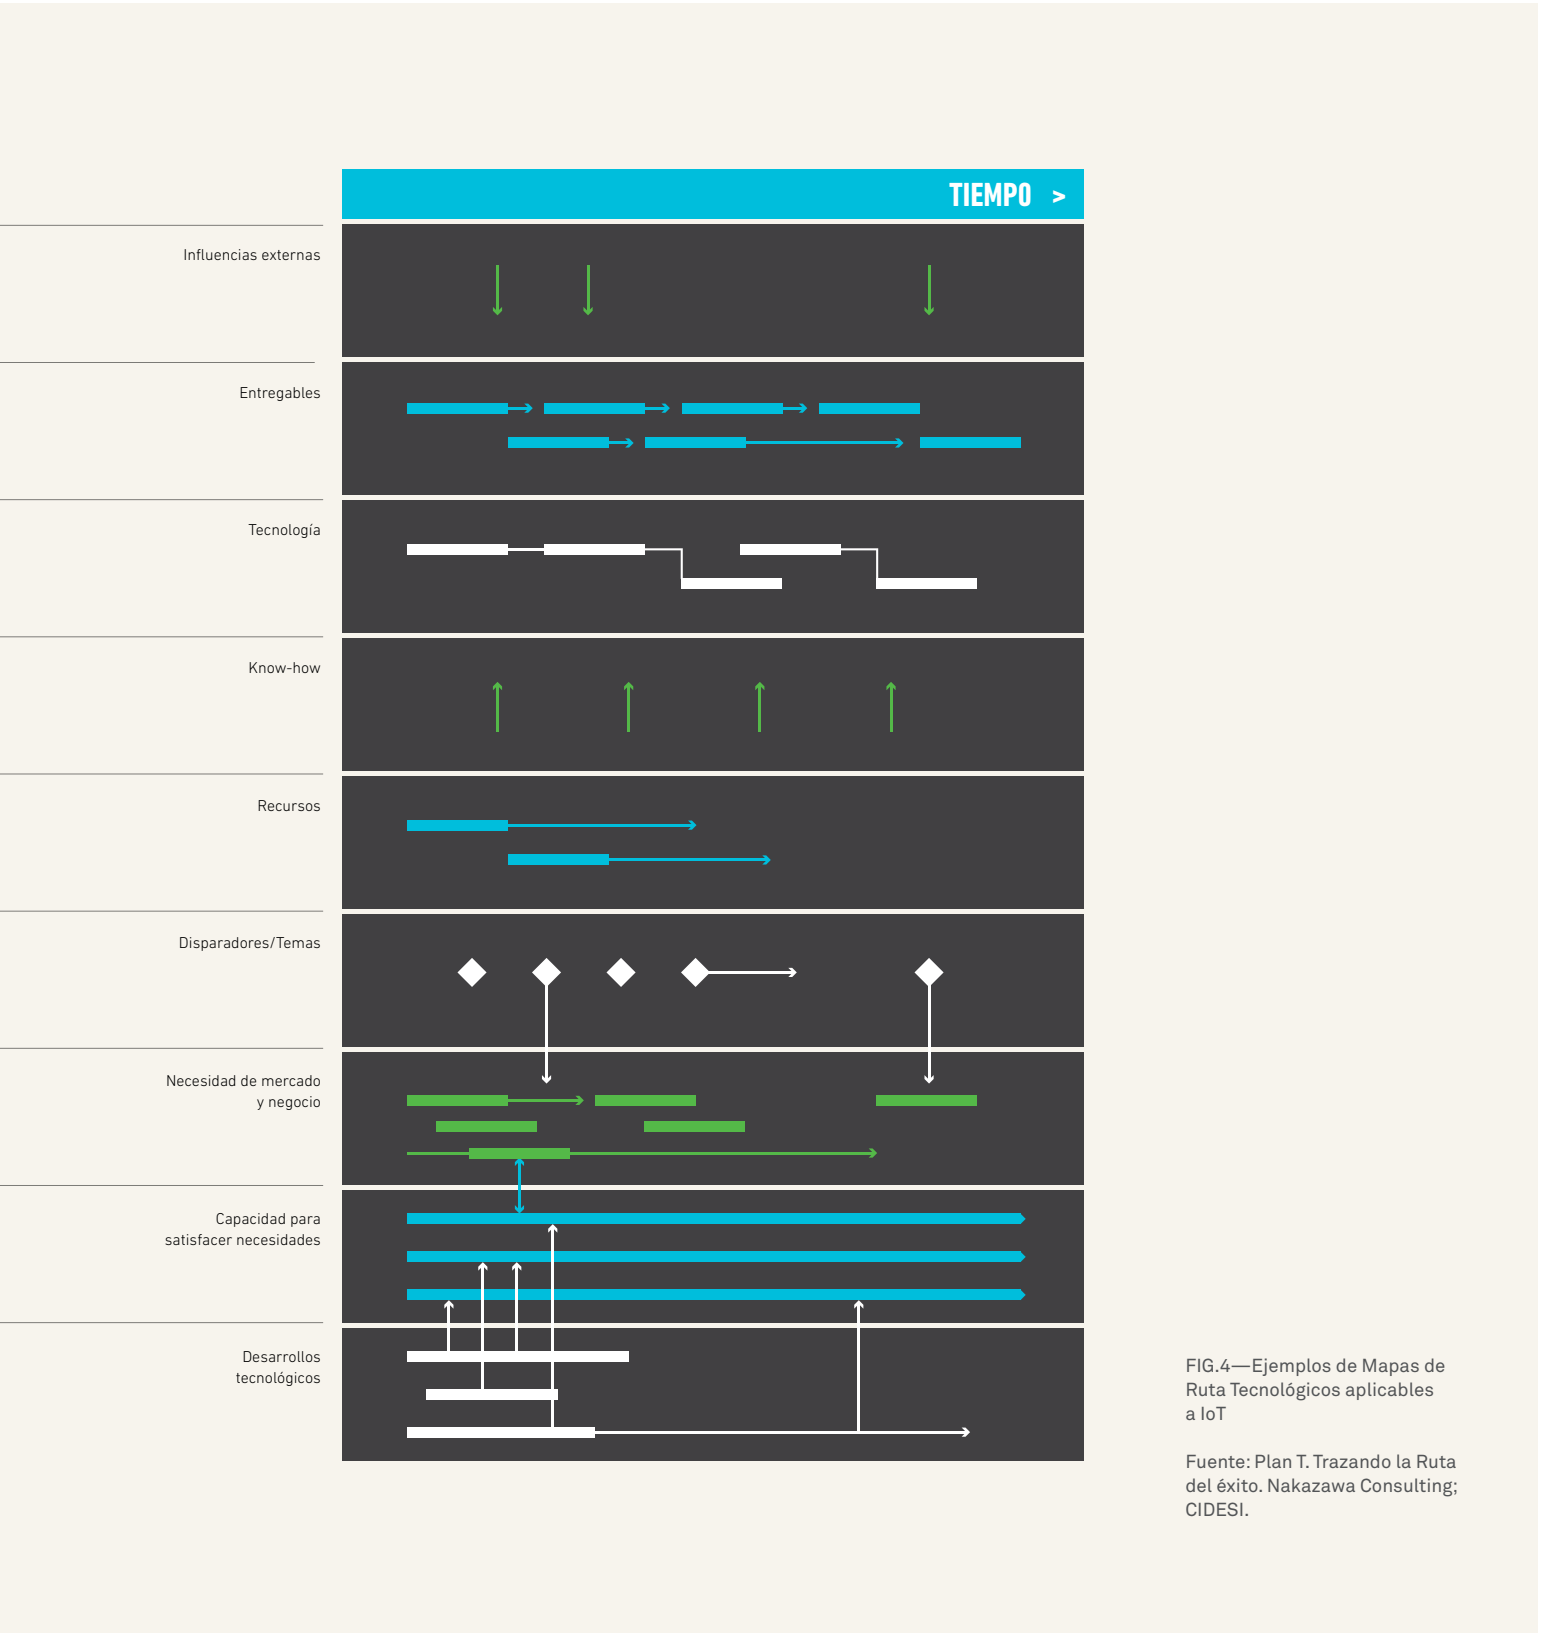 TIEMPO >
Influencias externas
Entregables
Tecnología
Know-how
Recursos
Disparadores/Temas
Necesidad de mercado
y negocio
Capacidad para
satisfacer necesidades
Desarrollos
tecnológicos
FIG.4—Ejemplos de Mapas de
Ruta Tecnológicos aplicables
a IoT
Fuente: Plan T. Trazando la Ruta
del éxito. Nakazawa Consulting;
CIDESI.